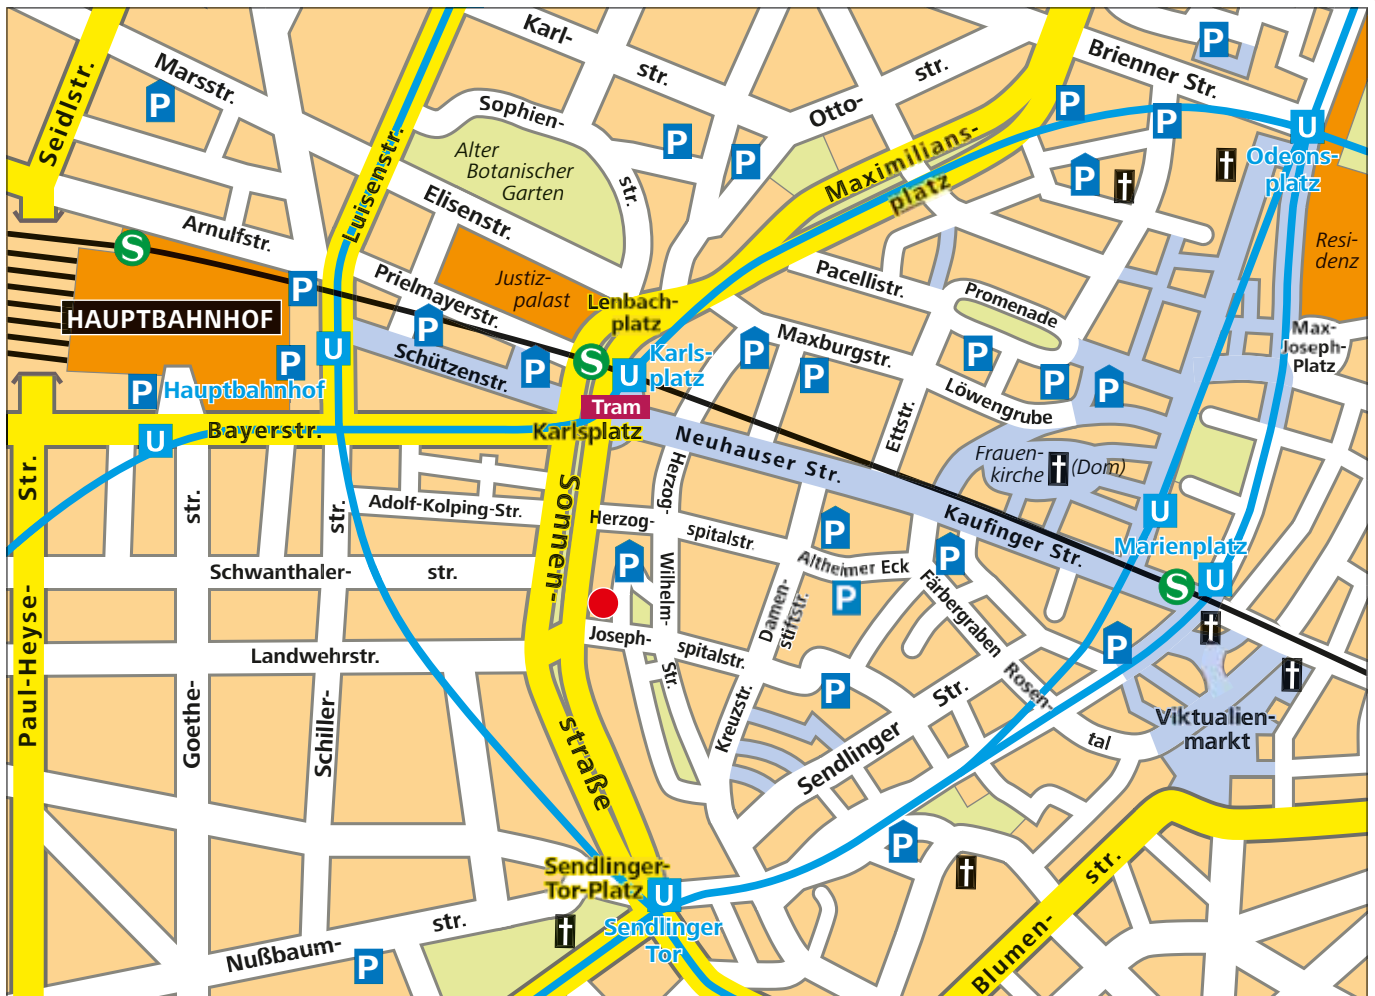 Karl-
str.
Brienner Str.
P
Seidlstr.
Marsstr.
P
Sophien-
str.
Otto-
str.
P
P
P
P
U
Odeons-
platz
Luisenstr.
Alter
Botanischer
Garten
P
P
Maximilians-
platz
Elisenstr.
Arnulfstr.
S
Resi-
denz
Pacellistr.
Prielmayerstr.
Justiz-
palast
P
Promenade
Lenbach-
platz
HAUPTBAHNHOF
P
Maxburgstr.
Max-
Joseph-
Platz
U
P
P
Schützenstr.
P
S
U
Karls-
platz
P
P
P
P
P
Hauptbahnhof
Löwengrube
Tram
Karlsplatz
U
Bayerstr.
Neuhauser Str.
Ettstr.
Frauen-
kirche
(Dom)
Str.
Herzog-
Sonnen-
str.
str.
Adolf-Kolping-Str.
Herzog-
spitalstr.
P
Kaufinger Str.
U
Marienplatz
P
P
Altheimer Eck
P
U
S
Schwanthaler-
str.
Wilhelm-
Damen-
stiftstr.
P
Färbergraben
Paul-Heyse-
Joseph-
spitalstr.
P
Landwehrstr.
Str.
P
Str.
Rosen-
tal
Goethe-
Schiller-
Kreuzstr.
Viktualien-
markt
straße
Sendlinger
P
str.
Sendlinger-
Tor-Platz
U
Sendlinger
Tor
str.
Nußbaum-
P
Blumen-